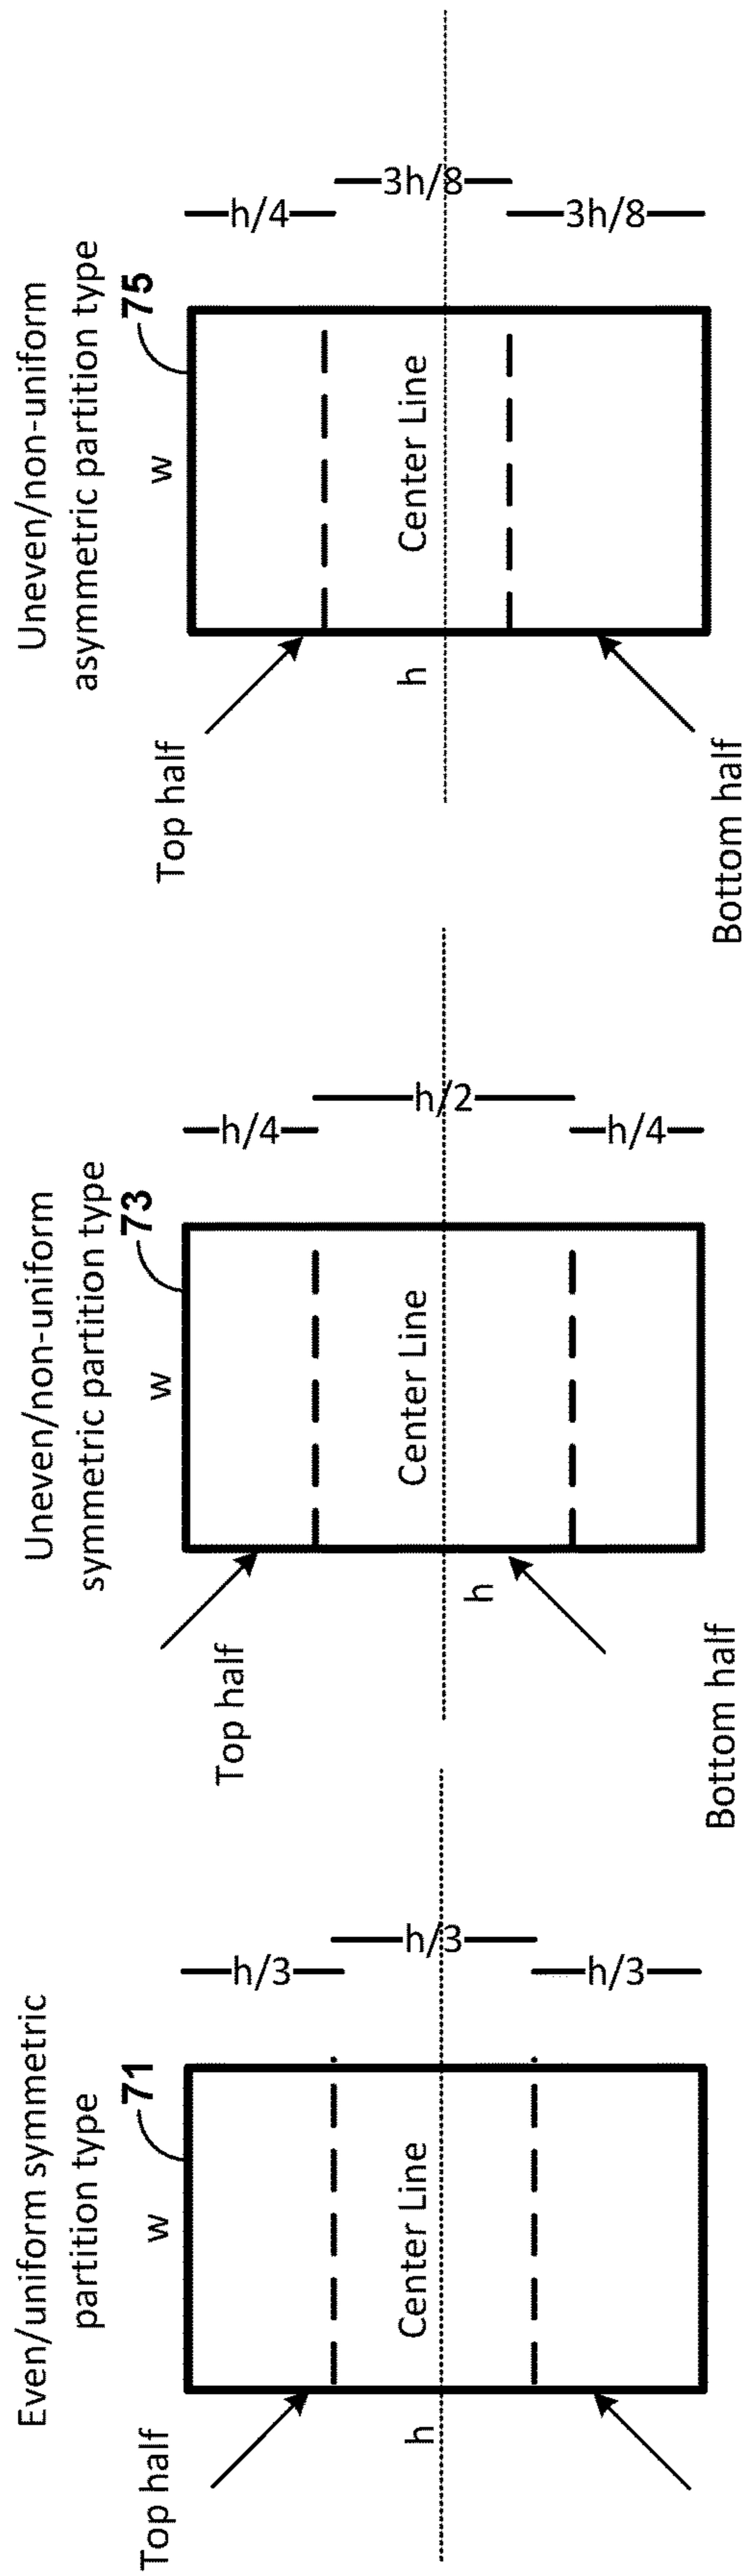 Even/uniform symmetric
partition type
71
w
Top half
h
Center Line
h/3
h/3
h/3
Uneven/non-uniform
symmetric partition type
73
w
Top half
h
Center Line
Bottom half
h/4
h/2
h/4
Uneven/non-uniform
asymmetric partition type
75
w
Top half
h
Center Line
Bottom half
h/4
3h/8
3h/8